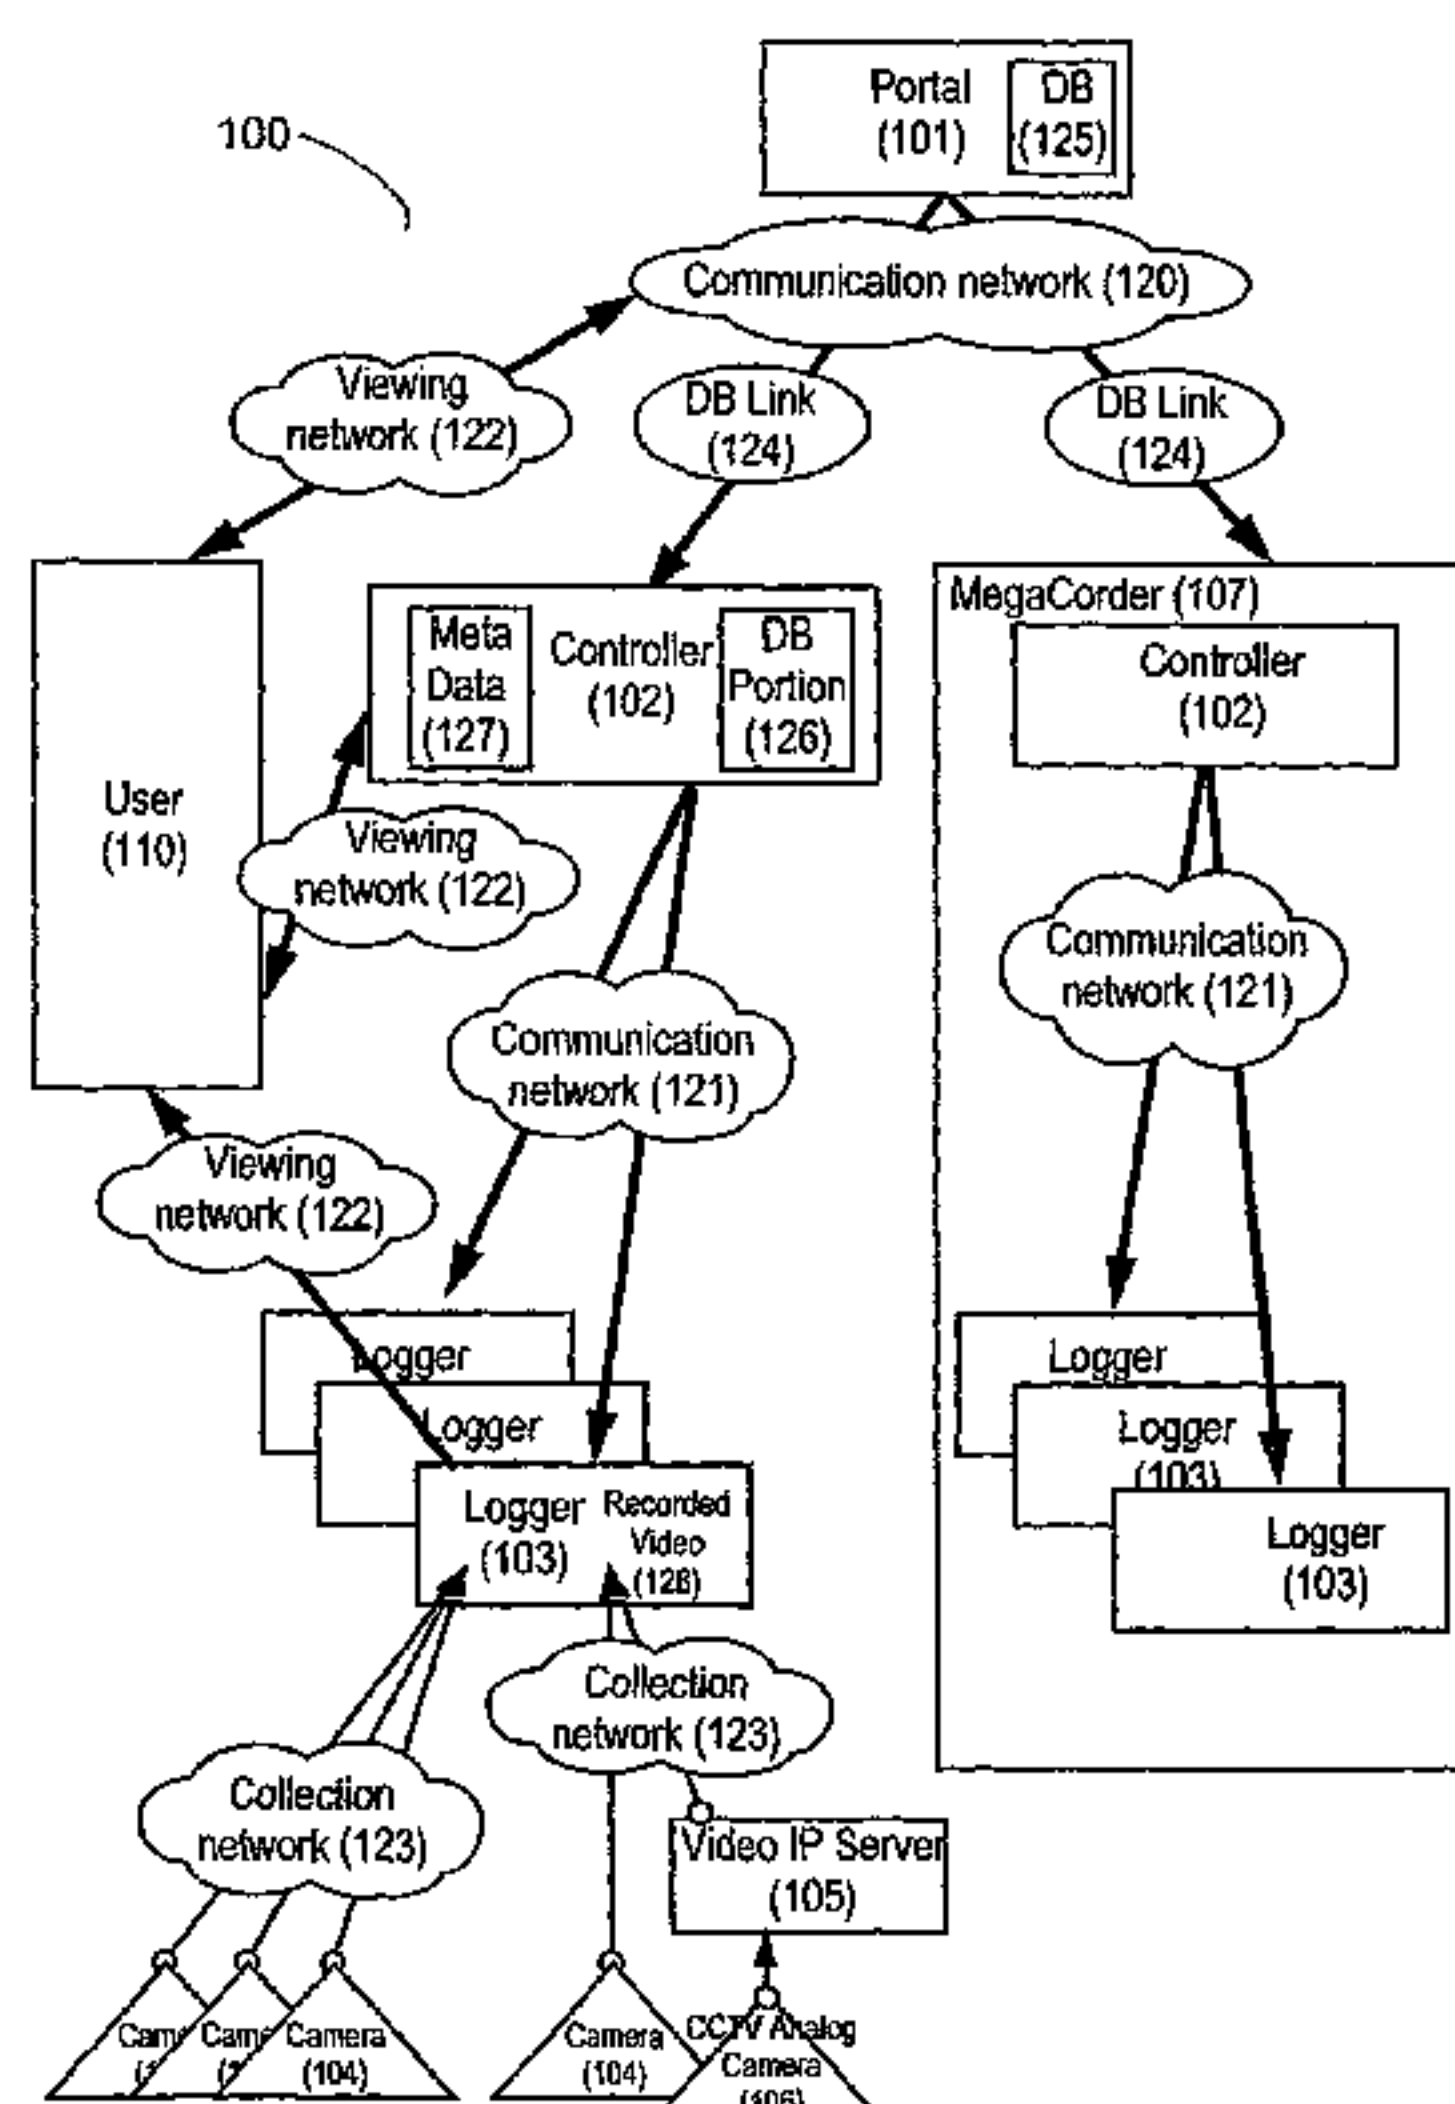 Portal
(101)
DB
(125)
100
Communication network (120)
Viewing
network (122)
DB Link
(124)
DB Link
(124)
User
(110)
Meta
Data
(127)
Controller
(102)
DB
Portion
(126)
MegaCorder (107)
Controller
(102)
Viewing
network (122)
Communication
network (121)
Communication
network (121)
Viewing
network (122)
Logger
Logger
Logger
(103)
Recorded
Video
(128)
Logger
Logger
(103)
Logger
(103)
Collection
network (123)
Collection
network (123)
Video IP Server
(105)
Camera
(104)
Camera
(104)
CCTV Analog
Camera
(106)